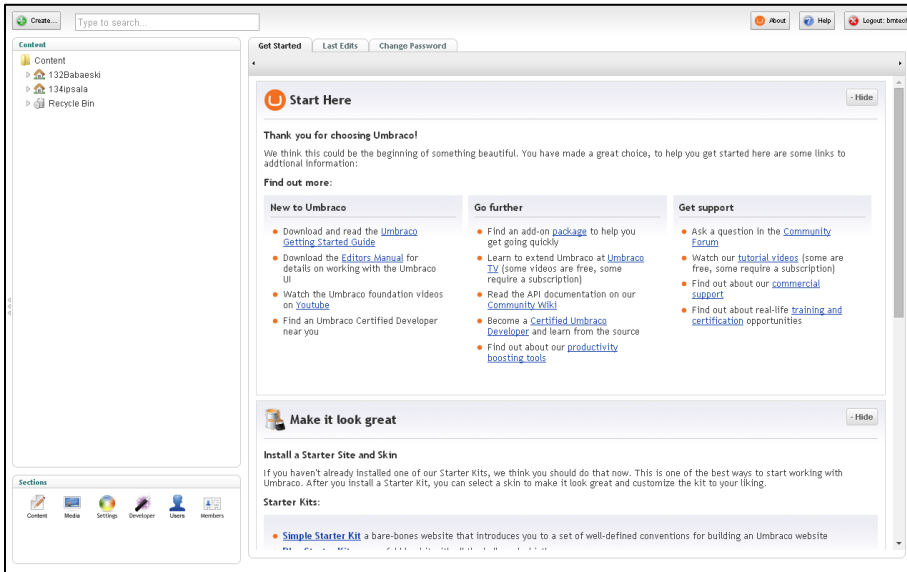 Create...
Type to search...
About
Help
Logout: bmteof
Content
Content
132Babaeski
134ipsala
Recycle Bin
Sections
Content
Media
Settings
Developer
Users
Members
Get Started
Last Edits
Change Password
Start Here
- Hide
Thank you for choosing Umbraco!
We think this could be the beginning of something beautiful. You have made a great choice, to help you get started here are some links to
addtional information:
Find out more:
New to Umbraco
Download and read the Umbraco
Getting Started Guide
Download the Editors Manual for
details on working with the Umbraco
UI
Watch the Umbraco foundation videos
on Youtube
Find an Umbraco Certified Developer
near you
Go further
Find an add-on package to help you
get going quickly
Learn to extend Umbraco at Umbraco
TV (some videos are free, some
require a subscription)
Read the API documentation on our
Community Wiki
Become a Certified Umbraco
Developer and learn from the source
Find out about our productivity
boosting tools
Get support
Ask a question in the Community
Forum
Watch our tutorial videos (some are
free, some require a subscription)
Find out about our commercial
support
Find out about real-life training and
certification opportunities
Make it look great
- Hide
Install a Starter Site and Skin
If you haven't already installed one of our Starter Kits, we think you should do that now. This is one of the best ways to start working with
Umbraco. After you install a Starter Kit, you can select a skin to make it look great and customize the kit to your liking.
Starter Kits:
Simple Starter Kit a bare-bones website that introduces you to a set of well-defined conventions for building an Umbraco website